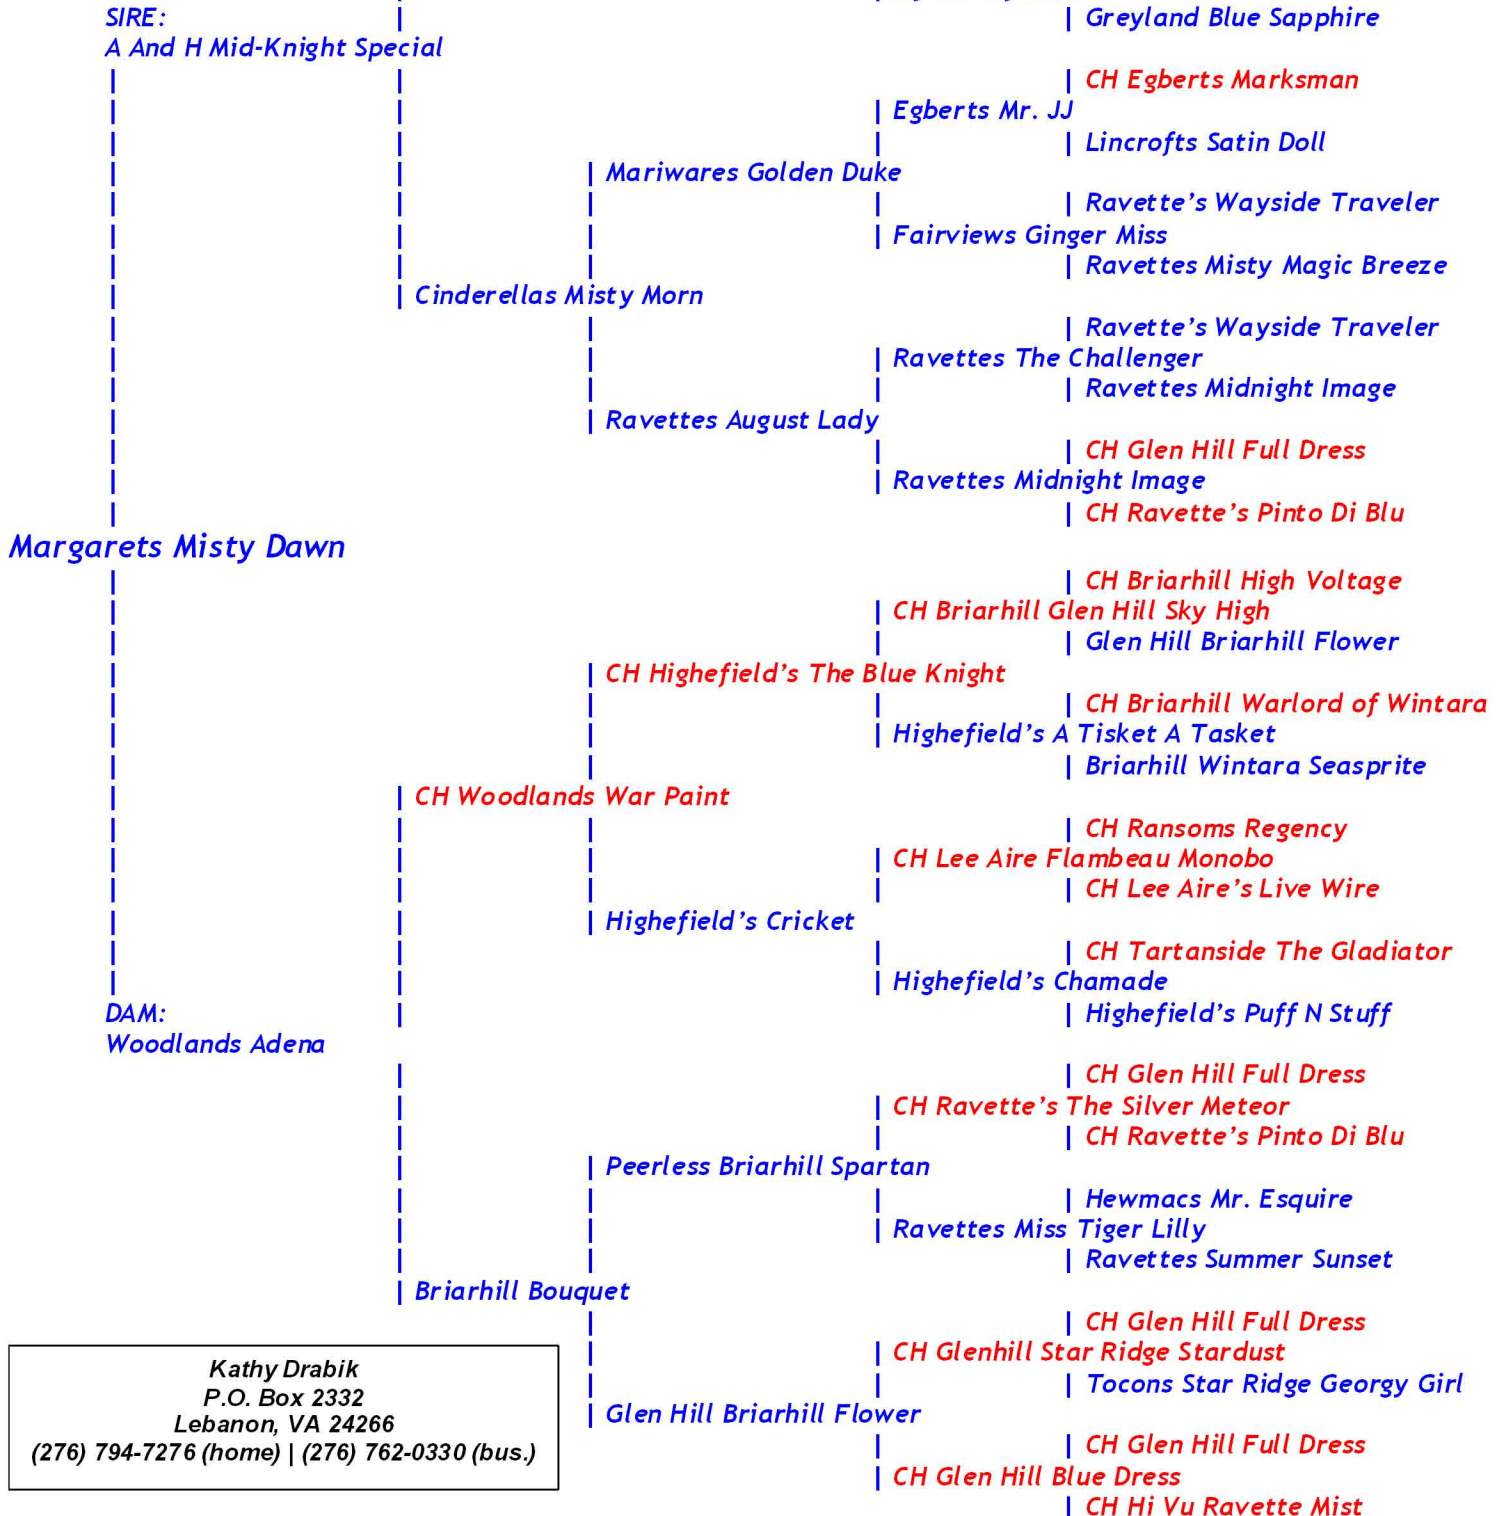 SIRE:
Greyland Blue Sapphire
A And H Mid-Knight Special
CH Egberts Marksman
Egberts Mr. JJ
Lincrofts Satin Doll
Mariwares Golden Duke
Ravette’s Wayside Traveler
Fairviews Ginger Miss
Ravettes Misty Magic Breeze
Cinderellas Misty Morn
Ravette’s Wayside Traveler
Ravettes The Challenger
Ravettes Midnight Image
Ravettes August Lady
CH Glen Hill Full Dress
Ravettes Midnight Image
CH Ravette’s Pinto Di Blu
Margarets Misty Dawn
CH Briarhill High Voltage
CH Briarhill Glen Hill Sky High
Glen Hill Briarhill Flower
CH Highefield’s The Blue Knight
CH Briarhill Warlord of Wintara
Highefield’s A Tisket A Tasket
Briarhill Wintara Seasprite
CH Woodlands War Paint
CH Ransoms Regency
CH Lee Aire Flambeau Monobo
CH Lee Aire’s Live Wire
Highefield’s Cricket
CH Tartanside The Gladiator
Highefield’s Chamade
DAM:
Highefield’s Puff N Stuff
Woodlands Adena
CH Glen Hill Full Dress
CH Ravette’s The Silver Meteor
CH Ravette’s Pinto Di Blu
Peerless Briarhill Spartan
Hewmacs Mr. Esquire
Ravettes Miss Tiger Lilly
Ravettes Summer Sunset
Briarhill Bouquet
CH Glen Hill Full Dress
CH Glenhill Star Ridge Stardust
Tocons Star Ridge Georgy Girl
Glen Hill Briarhill Flower
CH Glen Hill Full Dress
CH Glen Hill Blue Dress
CH Hi Vu Ravette Mist
Kathy Drabik
P.O. Box 2332
Lebanon, VA 24266
(276) 794-7276 (home) | (276) 762-0330 (bus.)